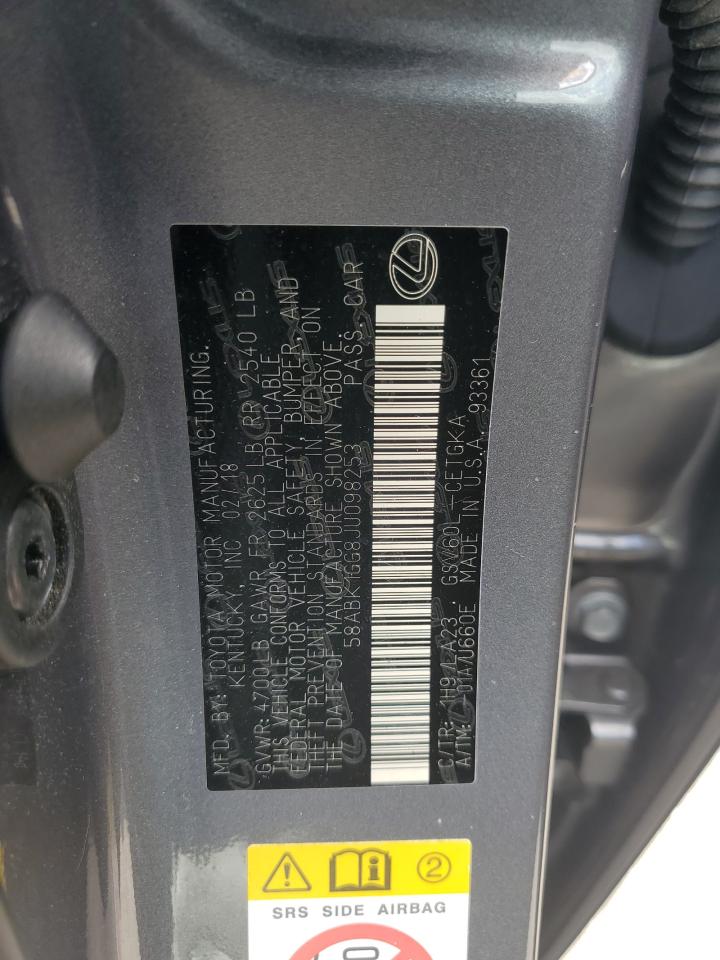 MFD. BY: TOYOTA MOTOR MANUFACTURING.
KENTUCKY, INC 02/18
GVWR: 4700LB GAWR FR 2625 LB RR 2540 LB
THIS VEHICLE CONFORMS TO ALL APPLICABLE
FEDERAL MOTOR VEHICLE SAFETY, BUMPER, AND
THEFT PREVENTION STANDARDS IN EFFECT ON
THE DATE OF MANUFACTURE SHOWN ABOVE.
58ABK1GG8JU098253 PASS. CAR
C/TR: 1H9/LA23 GSV60L-CETGKA
A/TM: -01A/U660E MADE IN U.S.A. 93361
2
SRS SIDE AIRBAG